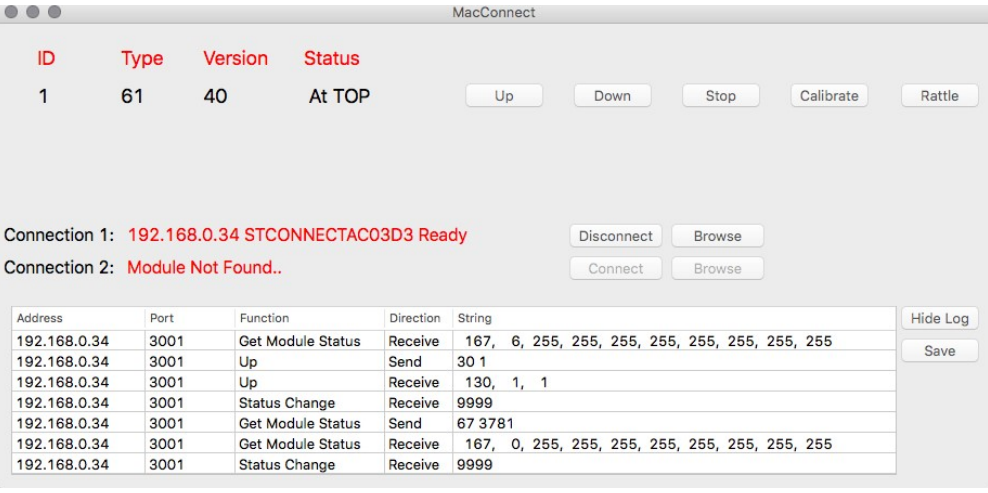 MacConnect
ID Type Version Status
1 61 40 At TOP Up Down Stop Calibrate Rattle
Connection 1: 192.168.0.34 STCONNECTAC03D3 Ready Disconnect Browse
Connection 2: Module Not Found.. Connect Browse
Address Port Function Direction String Hide Log
192.168.0.34 3001 Get Module Status Receive 167, 6, 255, 255, 255, 255, 255, 255, 255, 255
Save
192.168.0.34 3001 Up Send 30 1
192.168.0.34 3001 Up Receive 130, 1, 1
192.168.0.34 3001 Status Change Receive 9999
192.168.0.34 3001 Get Module Status Send 67 3781
192.168.0.34 3001 Get Module Status Receive 167, 0, 255, 255, 255, 255, 255, 255, 255, 255
192.168.0.34 3001 Status Change Receive 9999